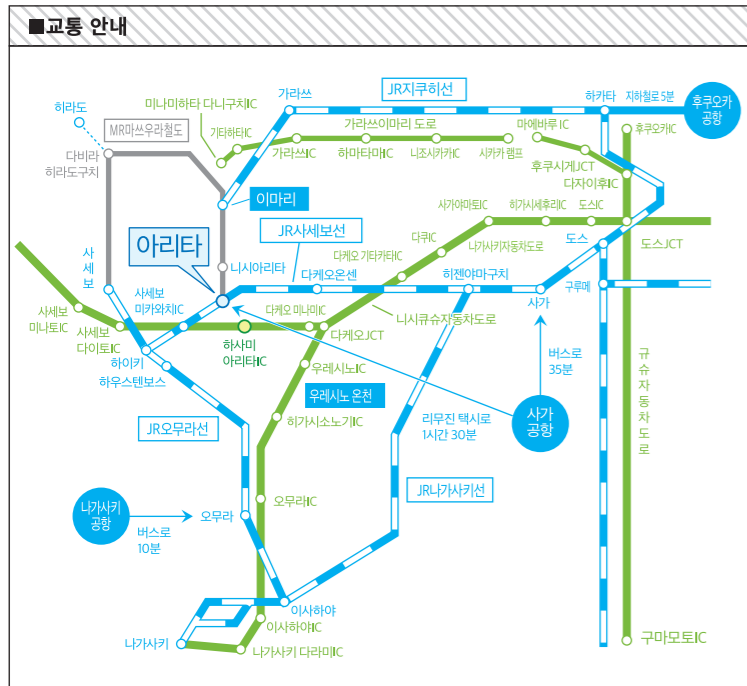 ■교통 안내
히라도
MR마쓰우라철도
미나미하타 다니구치IC
가라쓰
JR지쿠히선
하카타
지하철로 5분
후쿠오카
공항
기타하타IC
가라쓰이마리 도로
마에바루 IC
후쿠오카IC
다비라
히라도구치
가라쓰IC
하마타마IC
니조시카카IC
시카카 램프
후쿠시게JCT
다자이후IC
이마리
사가야마토IC
히가시세후리IC
도스IC
JR사세보선
아리타
다케오 기타카타IC
다쿠IC
나가사키자동차도로
도스
도스JCT
사세보
니시아리타
다케오온센
히젠야마구치
사가
구루메
사세보
미나토IC
사세보
다이토IC
사세보
미카와치IC
다케오 미나미IC
니시큐슈자동차도로
하사미
아리타IC
다케오JCT
하이키
하우스텐보스
우레시노IC
버스로
35분
규슈자동차도로
우레시노 온천
JR오무라선
히가시소노기IC
리무진 택시로
1시간 30분
사가
공항
JR나가사키선
나가사키
공항
버스로
10분
오무라
오무라IC
이사하야
이사하야IC
나가사키
나가사키 다라미IC
구마모토IC